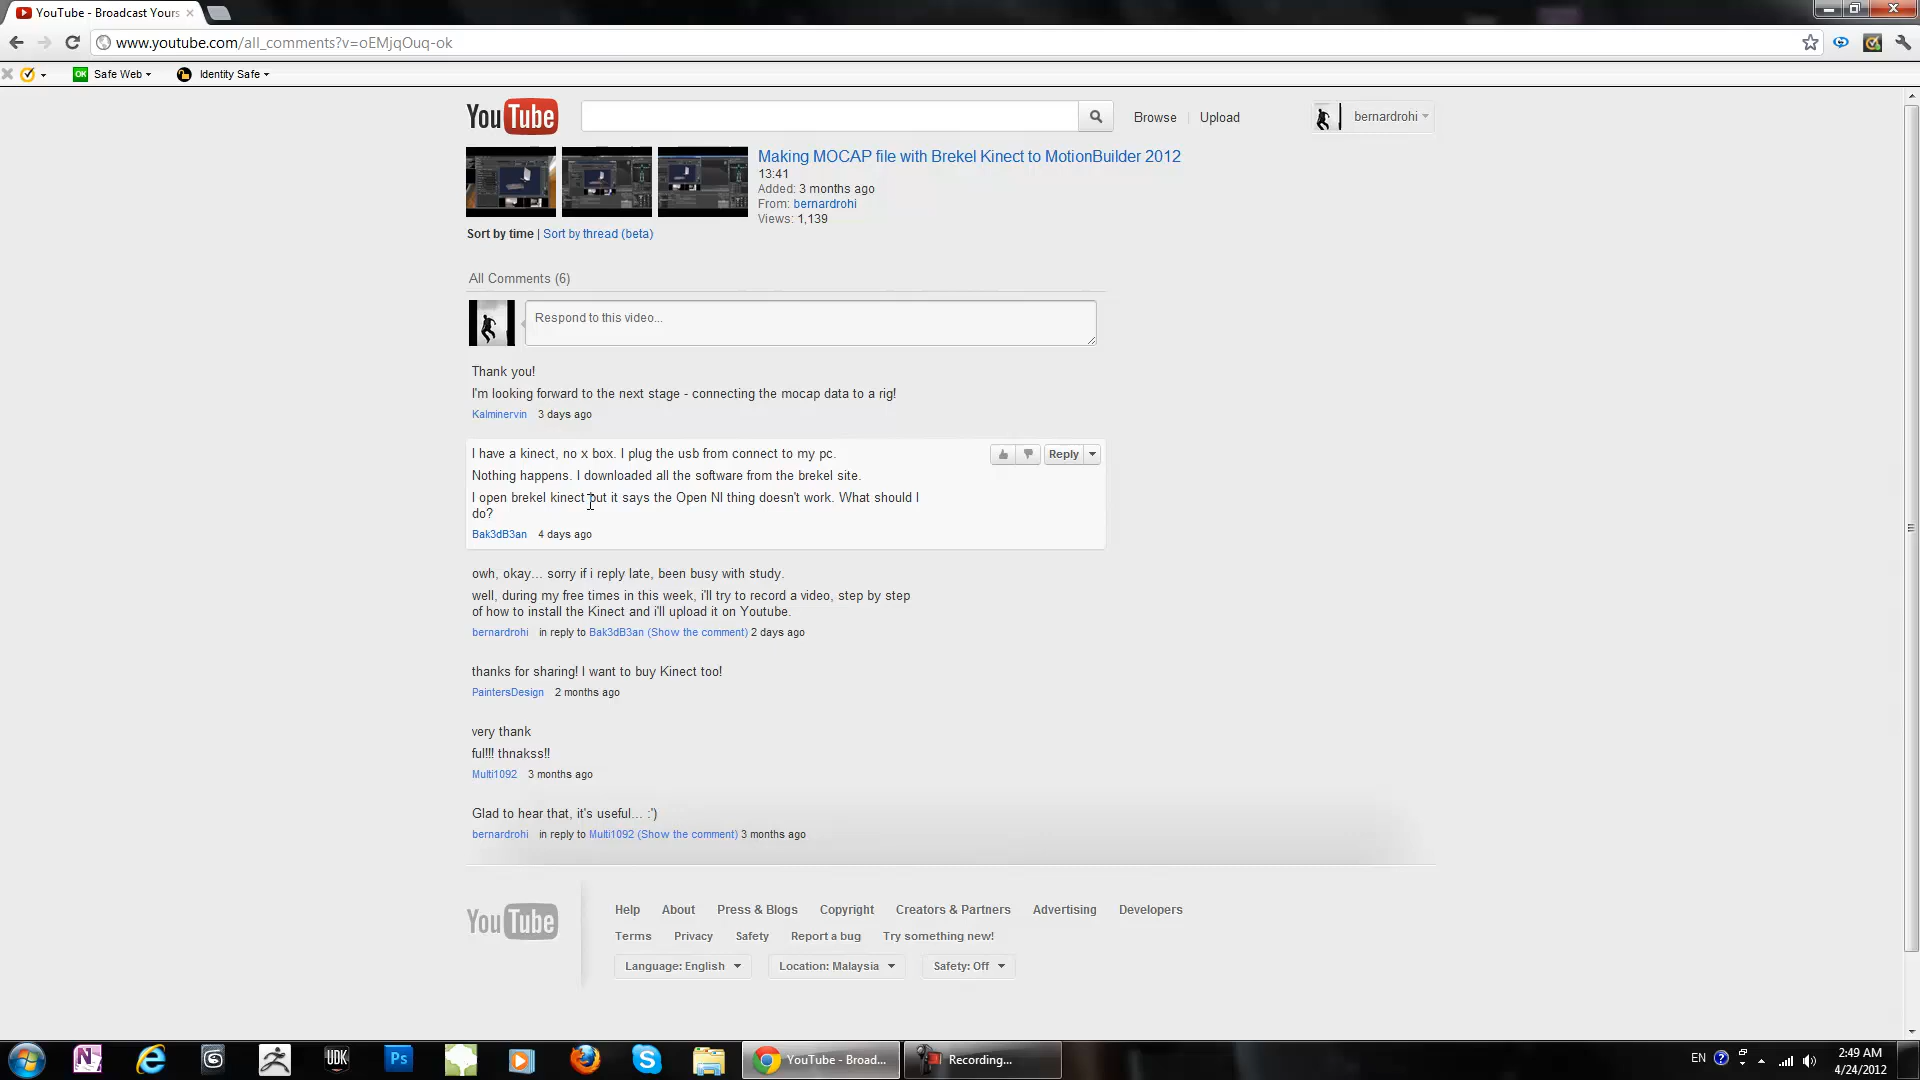 YouTube - Broadcast Yours
www.youtube.com/all_comments?v=oEMjqOuq-ok
OK Safe Web Identity Safe
YouTube Browse Upload bernardrohi
Making MOCAP file with Brekel Kinect to MotionBuilder 2012
13:41
Added: 3 months ago
From: bernardrohi
Views: 1,139
Sort by time | Sort by thread (beta)
All Comments (6)
Respond to this video...
Thank you!
I'm looking forward to the next stage - connecting the mocap data to a rig!
Kalminervin 3 days ago
I have a kinect, no x box. I plug the usb from connect to my pc.
Reply
Nothing happens. I downloaded all the software from the brekel site.
I open brekel kinect but it says the Open NI thing doesn't work. What should I
do?
Bak3dB3an 4 days ago
owh, okay... sorry if i reply late, been busy with study.
well, during my free times in this week, i'll try to record a video, step by step
of how to install the Kinect and i'll upload it on Youtube.
bernardrohi in reply to Bak3dB3an (Show the comment) 2 days ago
thanks for sharing! I want to buy Kinect too!
PaintersDesign 2 months ago
very thank
ful!!! thnakss!!
Multi1092 3 months ago
Glad to hear that, it's useful... :')
bernardrohi in reply to Multi1092 (Show the comment) 3 months ago
YouTube
Help About Press & Blogs Copyright Creators & Partners Advertising Developers
Terms Privacy Safety Report a bug Try something new!
Language: English Location: Malaysia Safety: Off
N UDK Ps S YouTube - Broad... Recording... EN 2:49 AM
4/24/2012